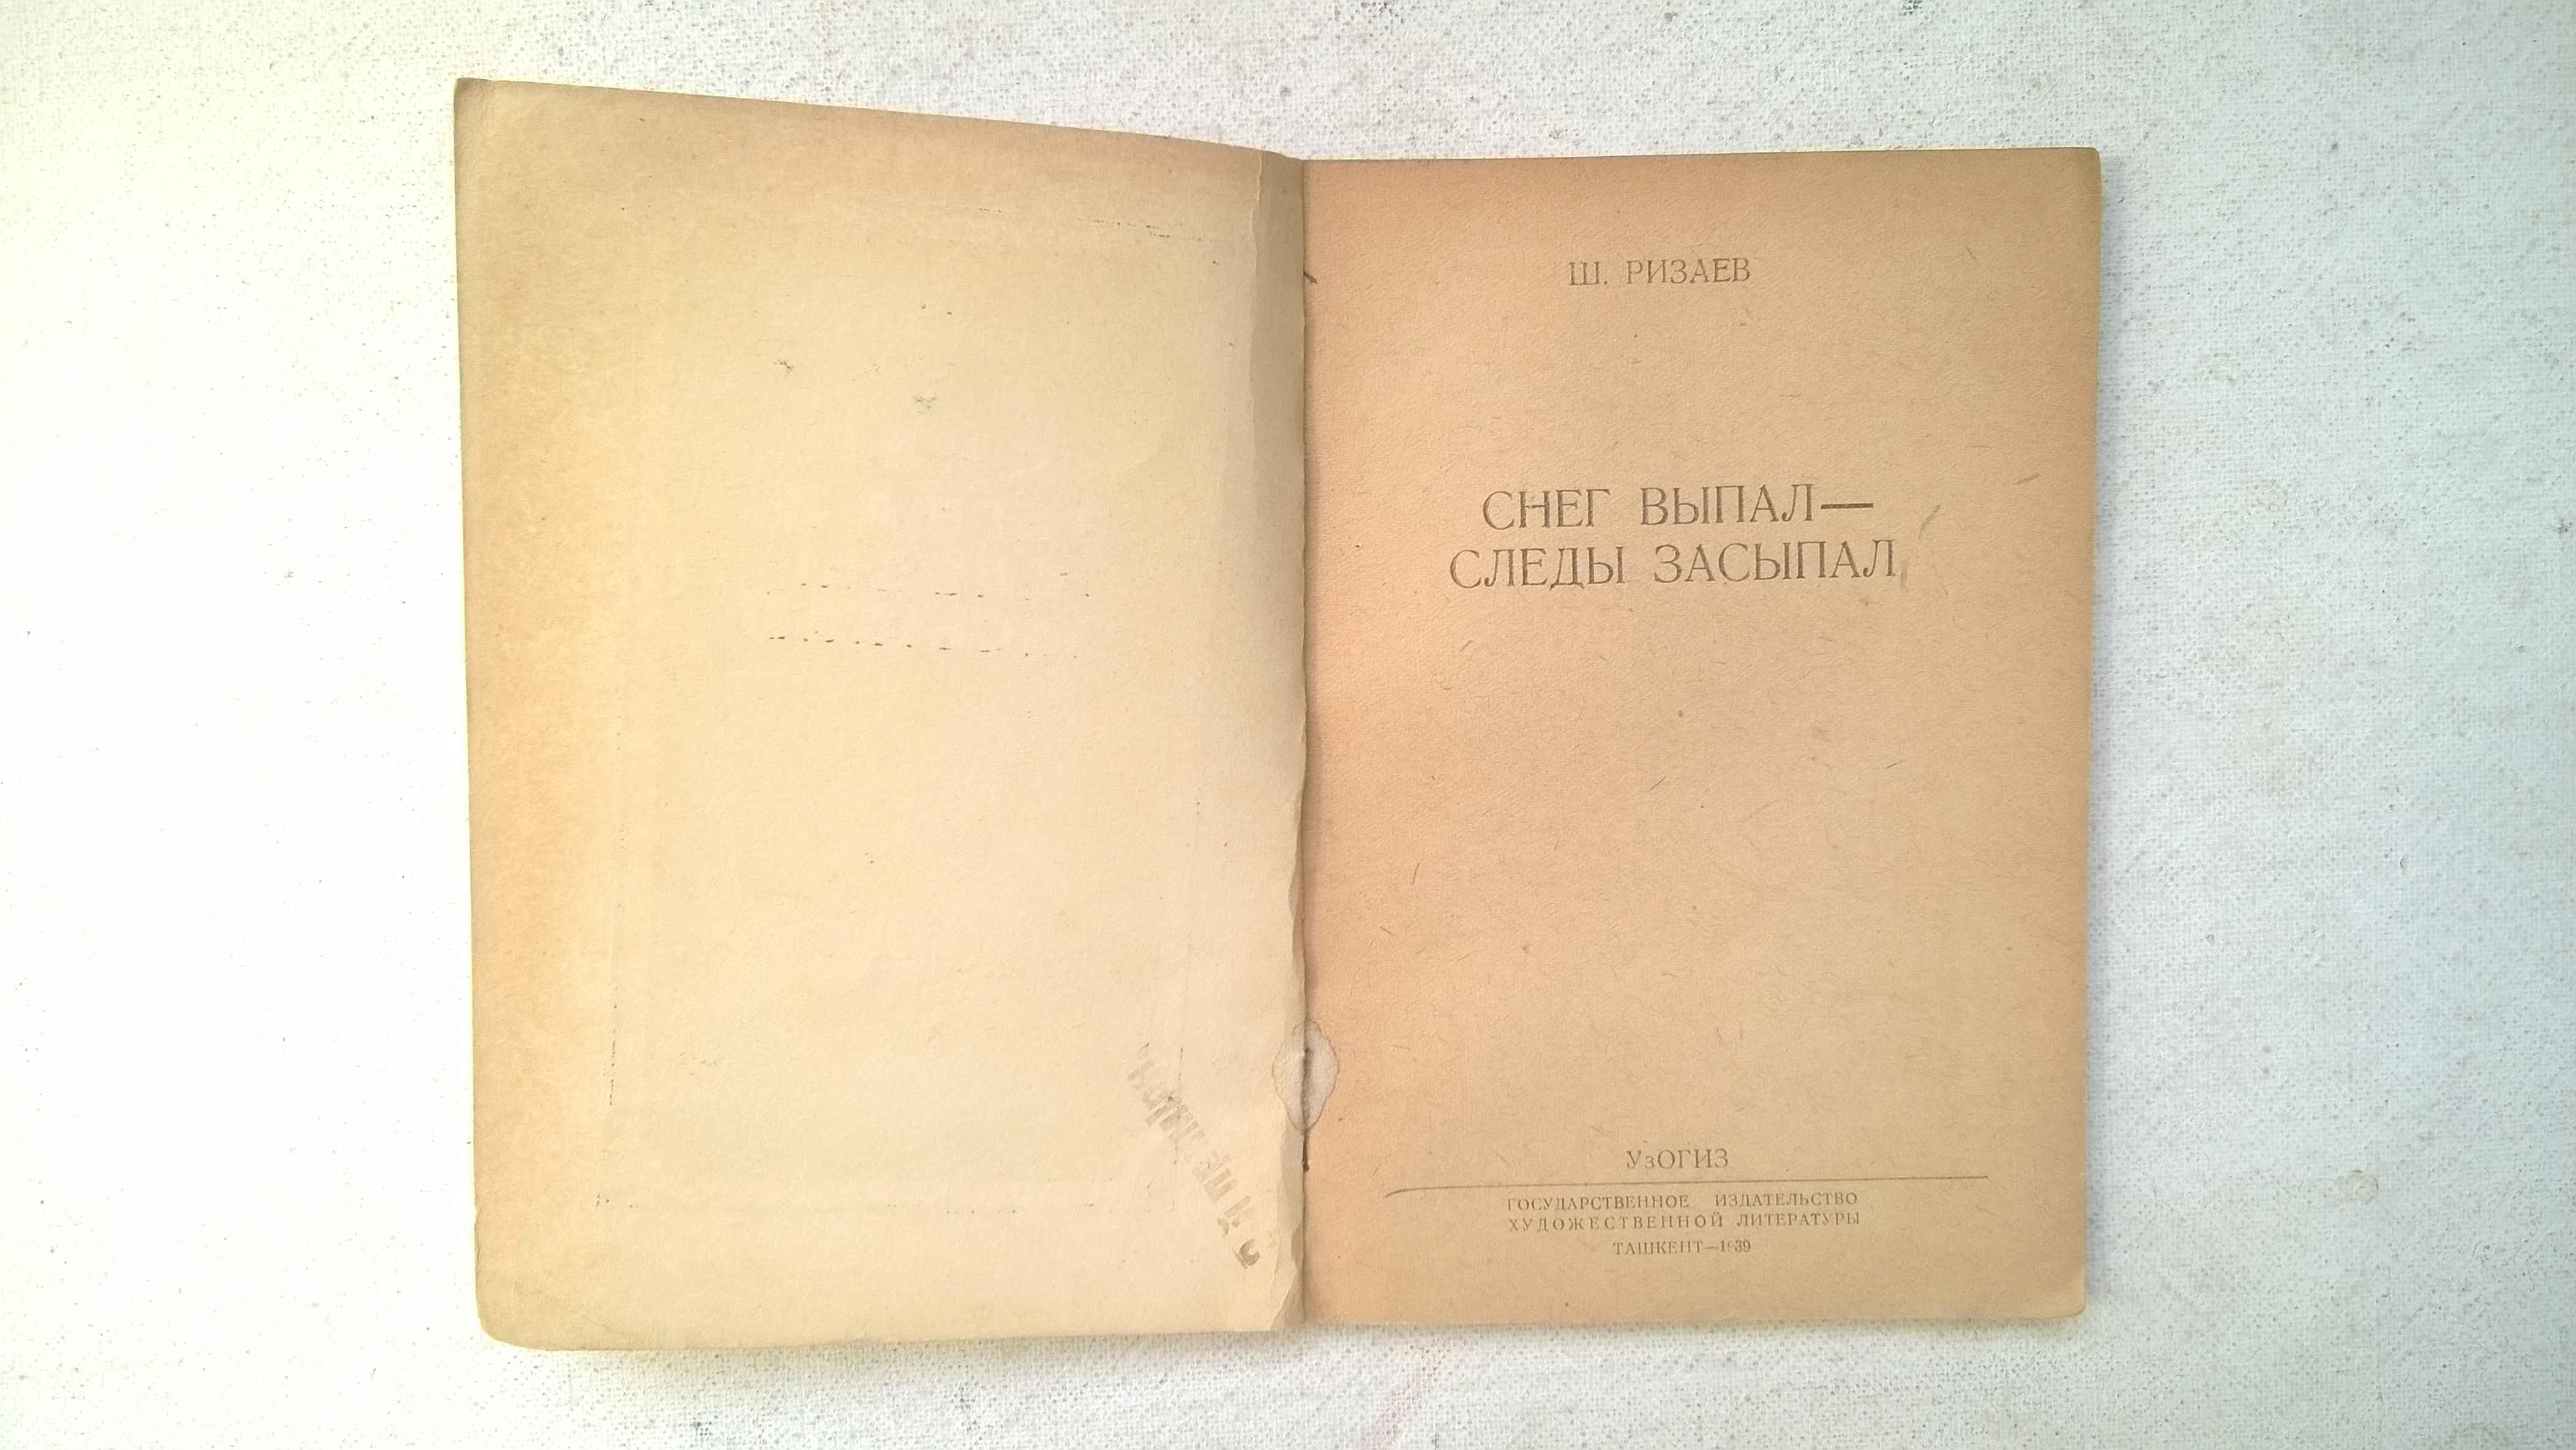 Ш. РИЗАЕВ
СНЕГ ВЫПАЛ—
СЛЕДЫ ЗАСЫПАЛ
УзОГИЗ
ГОСУДАРСТВЕННОЕ ИЗДАТЕЛЬСТВО
ХУДОЖЕСТВЕННОЙ ЛИТЕРАТУРЫ
ТАШКЕНТ—1939